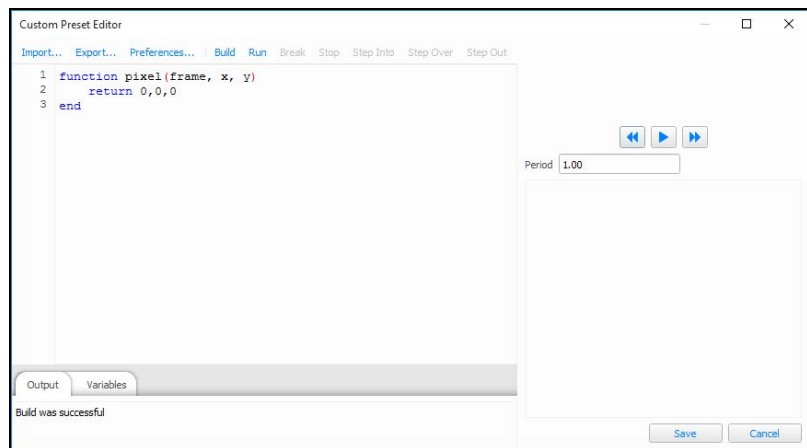 Custom Preset Editor
Import... Export... Preferences... Build Run Break Stop Step Into Step Over Step Out
1 function pixel(frame, x, y)
2 return 0,0,0
3 end
Period 1.00
Output Variables
Build was successful
Save Cancel